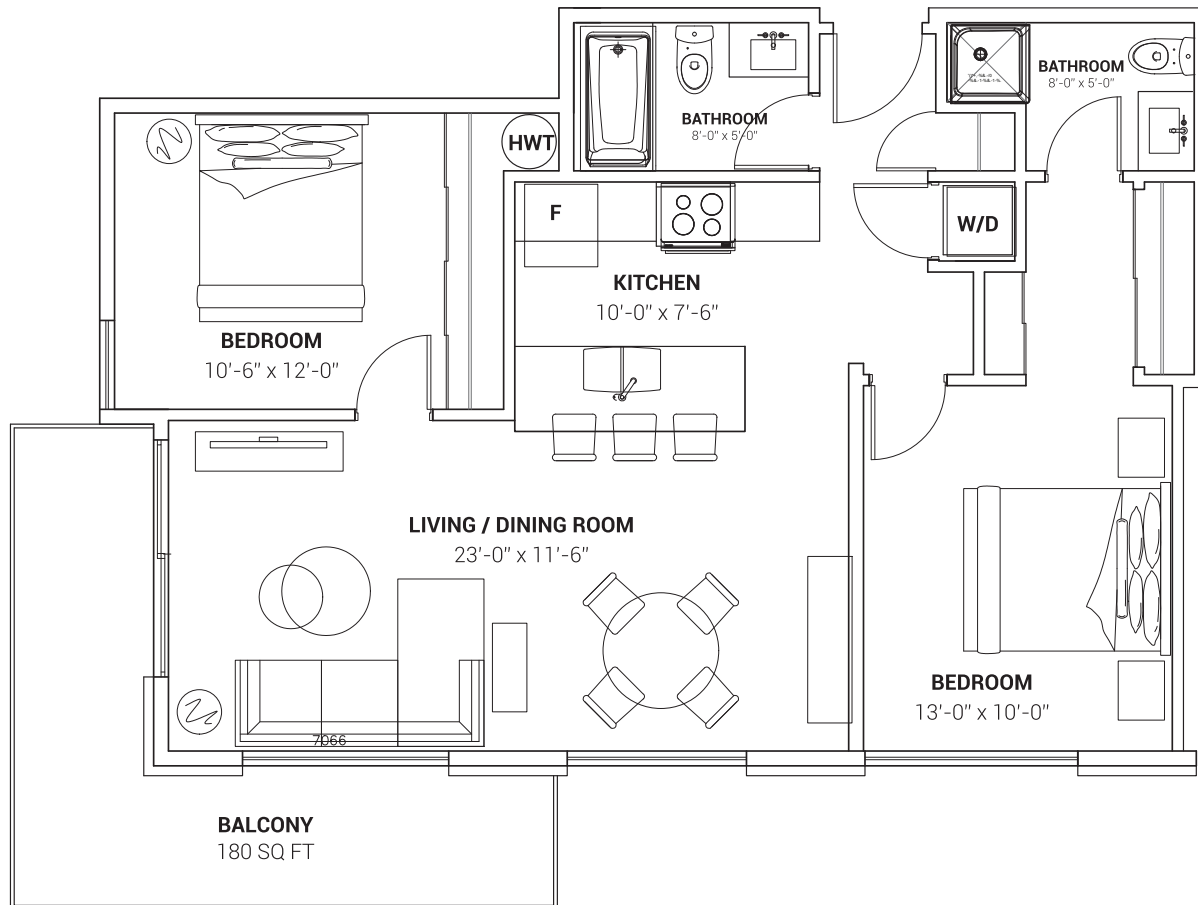 BATHROOM
8'-0" x 5'-0"
BATHROOM
8'-0" x 5'-0"
HWT
F
W/D
KITCHEN
10'-0" x 7'-6"
BEDROOM
10'-6" x 12'-0"
LIVING / DINING ROOM
23'-0" x 11'-6"
BEDROOM
13'-0" x 10'-0"
7066
BALCONY
180 SQ FT